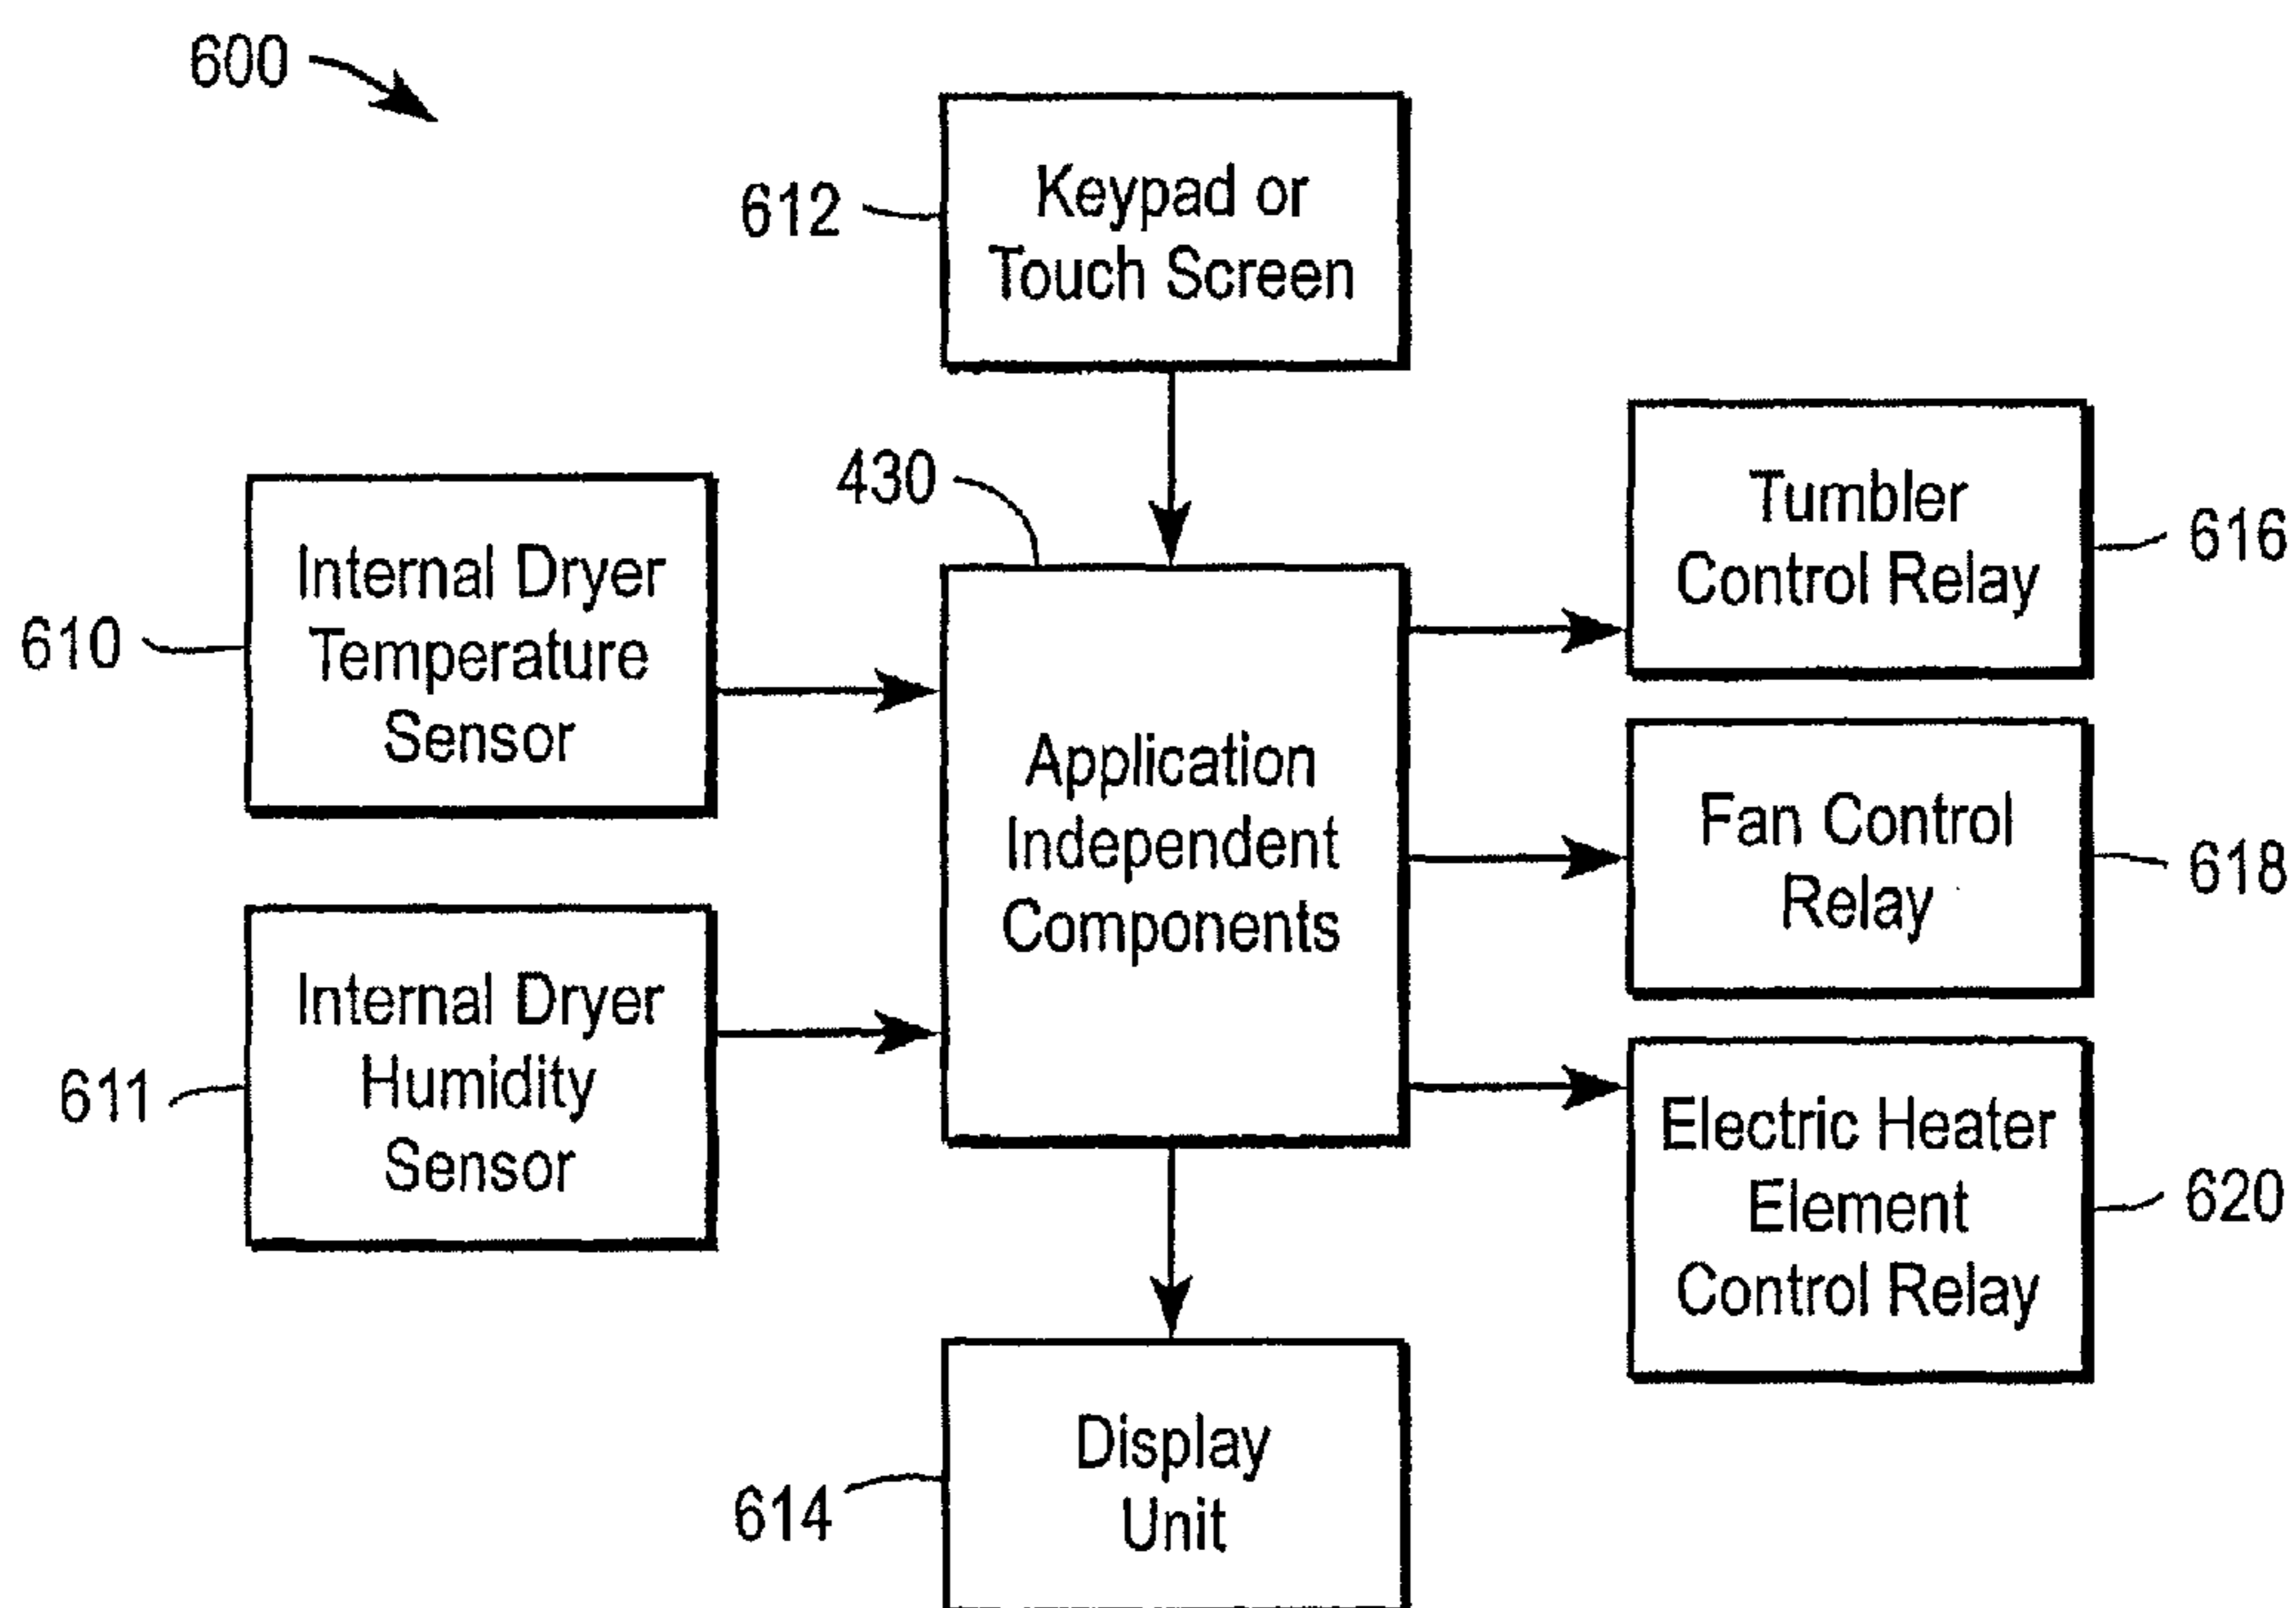 600
612
Keypad or
Touch Screen
430
Application
Independent
Components
610
Internal Dryer
Temperature
Sensor
611
Internal Dryer
Humidity
Sensor
Tumbler
Control Relay
616
Fan Control
Relay
618
Electric Heater
Element
Control Relay
620
614
Display
Unit